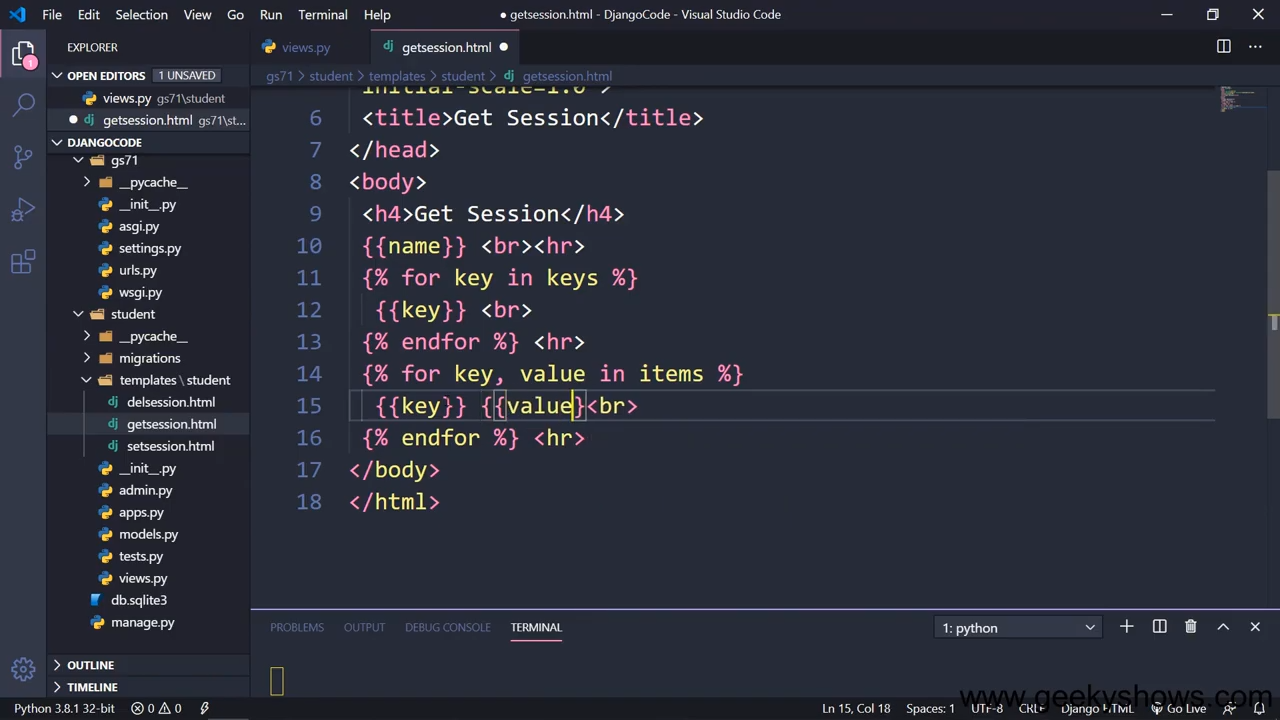 File Edit Selection View Go Run Terminal Help ● getsession.html - DjangoCode - Visual Studio Code
EXPLORER
views.py
getsession.html
OPEN EDITORS 1 UNSAVED
gs71 › student › templates › student › getsession.html
views.py gs71\student
getsession.html gs71\st...
DJANGOCODE
gs71
__pycache__
__init__.py
asgi.py
settings.py
urls.py
wsgi.py
student
__pycache__
migrations
templates \ student
delsession.html
getsession.html
setsession.html
__init__.py
admin.py
apps.py
models.py
tests.py
views.py
db.sqlite3
manage.py
OUTLINE
TIMELINE
1
initial-scale=1.0">
6 <title>Get Session</title>
7 </head>
8 <body>
9 <h4>Get Session</h4>
10 {{name}} <br><hr>
11 {% for key in keys %}
12 {{key}} <br>
13 {% endfor %} <hr>
14 {% for key, value in items %}
15 {{key}} {{value}<br>
16 {% endfor %} <hr>
17 </body>
18 </html>
PROBLEMS OUTPUT DEBUG CONSOLE TERMINAL 1: python
www.geekyshows.com
Python 3.8.1 32-bit 0 0 Ln 15, Col 18 Spaces: 1 UTF-8 CRLF Django HTML Go Live